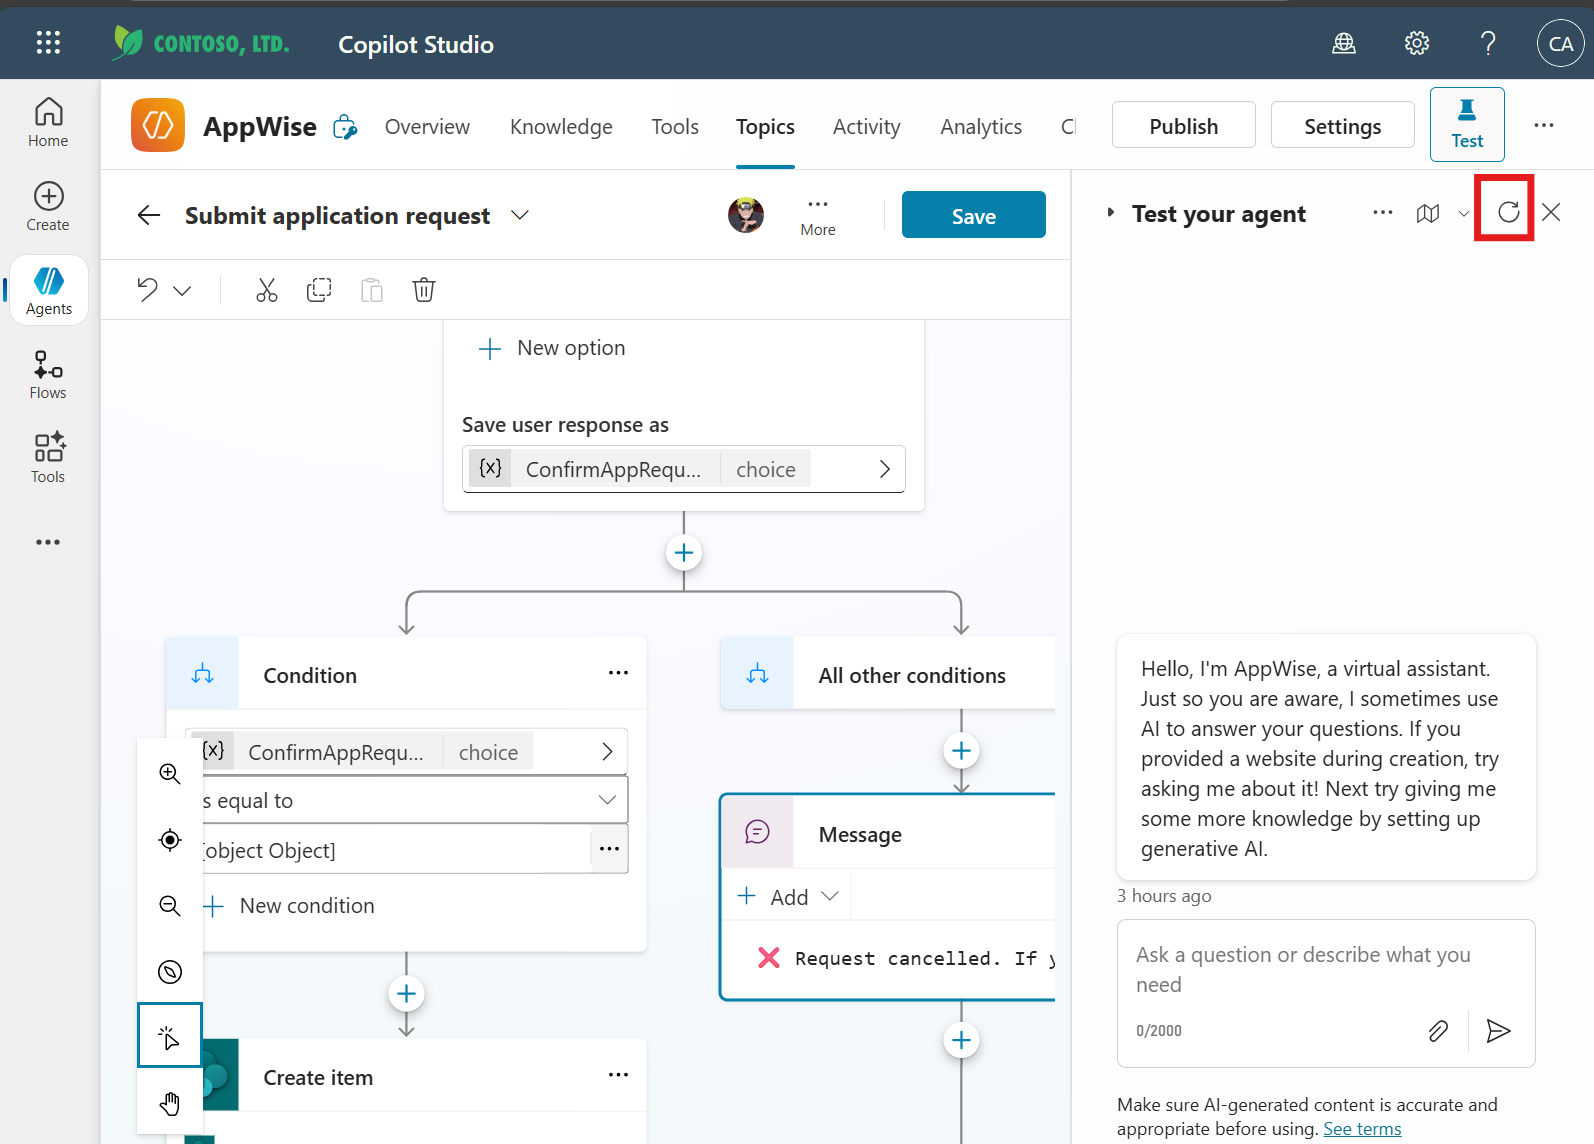 CONTOSO, LTD.
Copilot Studio
CA
Home
Create
Agents
Flows
Tools
AppWise
Overview
Knowledge
Tools
Topics
Activity
Analytics
Publish
Settings
Test
Submit application request
More
Save
New option
Save user response as
{x} ConfirmAppRequ... choice
Condition
{x} ConfirmAppRequ... choice
s equal to
[object Object]
New condition
Create item
All other conditions
Message
Add
❌ Request cancelled. If
Test your agent
Hello, I'm AppWise, a virtual assistant.
Just so you are aware, I sometimes use
AI to answer your questions. If you
provided a website during creation, try
asking me about it! Next try giving me
some more knowledge by setting up
generative AI.
3 hours ago
Ask a question or describe what you
need
0/2000
Make sure AI-generated content is accurate and
appropriate before using. See terms